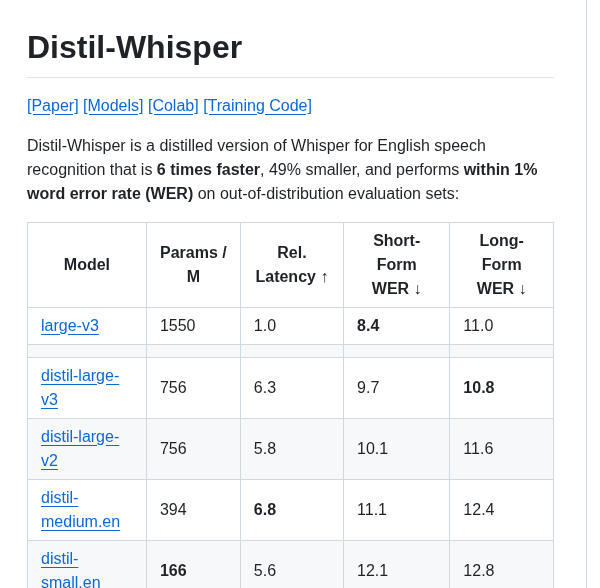 Distil-Whisper
[Paper] [Models] [Colab] [Training Code]
Distil-Whisper is a distilled version of Whisper for English speech
recognition that is 6 times faster, 49% smaller, and performs within 1%
word error rate (WER) on out-of-distribution evaluation sets:
Model Params / M Rel. Latency ↑ Short-Form WER ↓ Long-Form WER ↓
large-v3 1550 1.0 8.4 11.0
distil-large-v3 756 6.3 9.7 10.8
distil-large-v2 756 5.8 10.1 11.6
distil-medium.en 394 6.8 11.1 12.4
distil-small.en 166 5.6 12.1 12.8